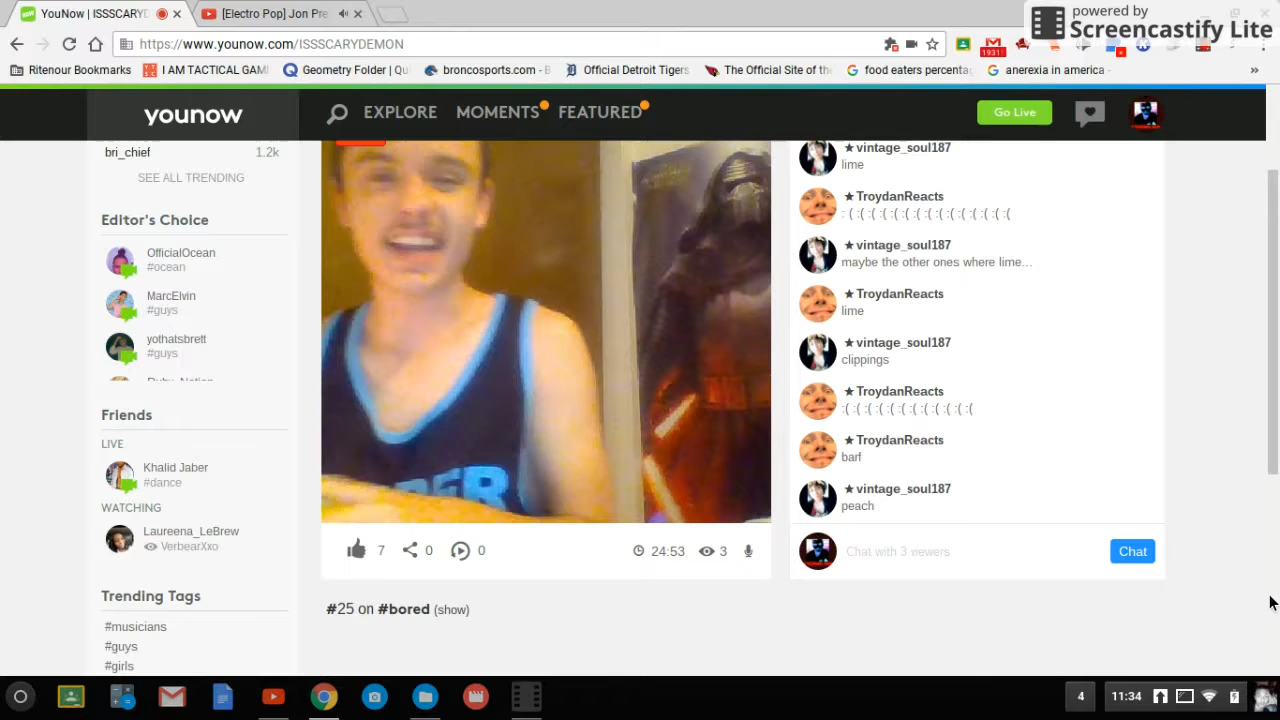 YouNow | ISSSCARYD
[Electro Pop] Jon Pre
powered by
Screencastify Lite
https://www.younow.com/ISSSCARYDEMON
1931
Ritenour Bookmarks
I AM TACTICAL GAMI
Geometry Folder | Qu
broncosports.com - B
Official Detroit Tigers
The Official Site of the
food eaters percentag
anerexia in america -
»
younow
EXPLORE
MOMENTS
FEATURED
Go Live
bri_chief
1.2k
SEE ALL TRENDING
Editor's Choice
OfficialOcean
#ocean
MarcElvin
#guys
yothatsbrett
#guys
Friends
LIVE
Khalid Jaber
#dance
WATCHING
Laureena_LeBrew
VerbearXxo
Trending Tags
#musicians
#guys
#girls
7
0
0
24:53
3
#25 on #bored (show)
★vintage_soul187
lime
★TroydanReacts
: ( :( :( :( :( :( :( :( :( :( :( :( :( :( :(
★vintage_soul187
maybe the other ones where lime...
★TroydanReacts
lime
★vintage_soul187
clippings
★TroydanReacts
:( :( :( :( :( :( :( :( :( :( :(
★TroydanReacts
barf
★vintage_soul187
peach
Chat with 3 viewers
Chat
4
11:34